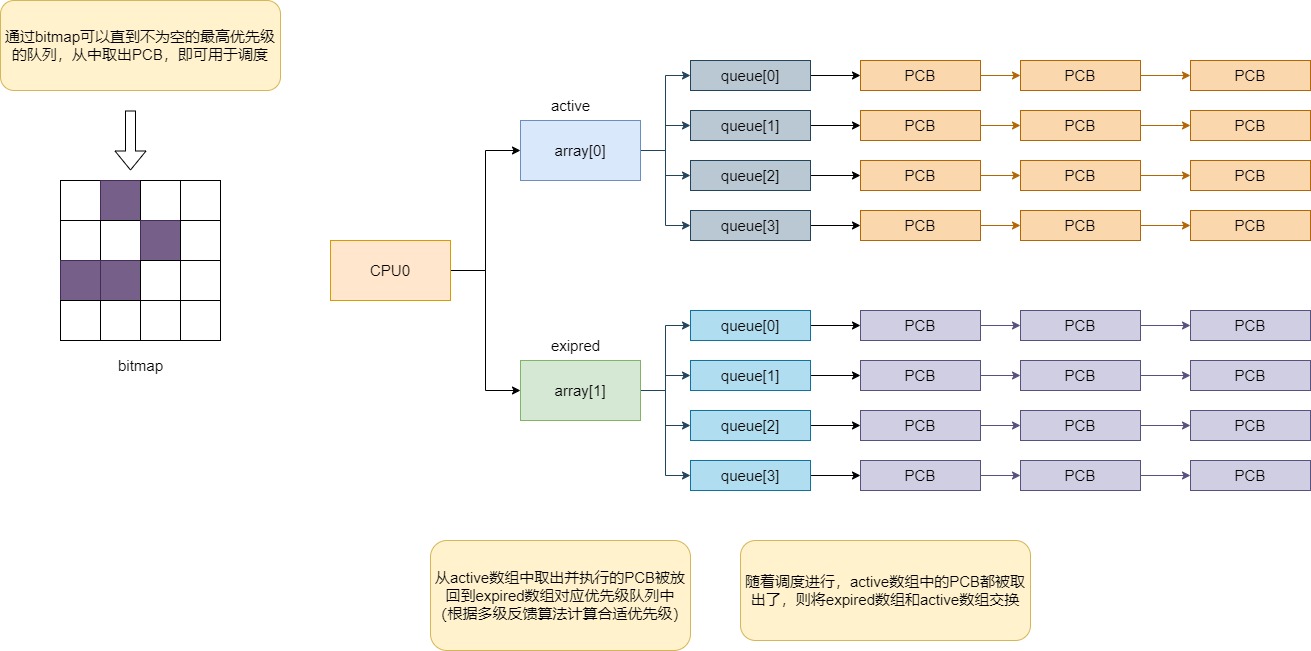 通过bitmap可以直到不为空的最高优先级
的队列，从中取出PCB，即可用于调度
bitmap
CPU0
active
array[0]
queue[0] PCB PCB PCB
queue[1] PCB PCB PCB
queue[2] PCB PCB PCB
queue[3] PCB PCB PCB
exipred
array[1]
queue[0] PCB PCB PCB
queue[1] PCB PCB PCB
queue[2] PCB PCB PCB
queue[3] PCB PCB PCB
从active数组中取出并执行的PCB被放
回到expired数组对应优先级队列中
（根据多级反馈算法计算合适优先级）
随着调度进行，active数组中的PCB都被取
出了，则将expired数组和active数组交换